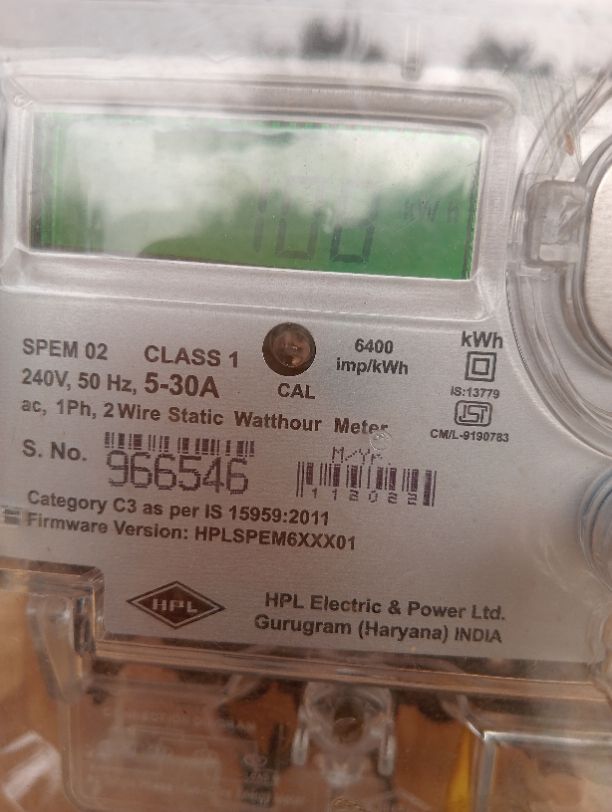 kWh
SPEM 02 CLASS 1 6400 imp/kWh kWh
240V, 50 Hz, 5-30A CAL IS:13779
ac, 1Ph, 2 Wire Static Watthour Meter CM/L-9190783
S. No. 966546 M/Yr. 112022
Category C3 as per IS 15959:2011
Firmware Version: HPLSPEM6XXX01
HPL HPL Electric & Power Ltd.
Gurugram (Haryana) INDIA